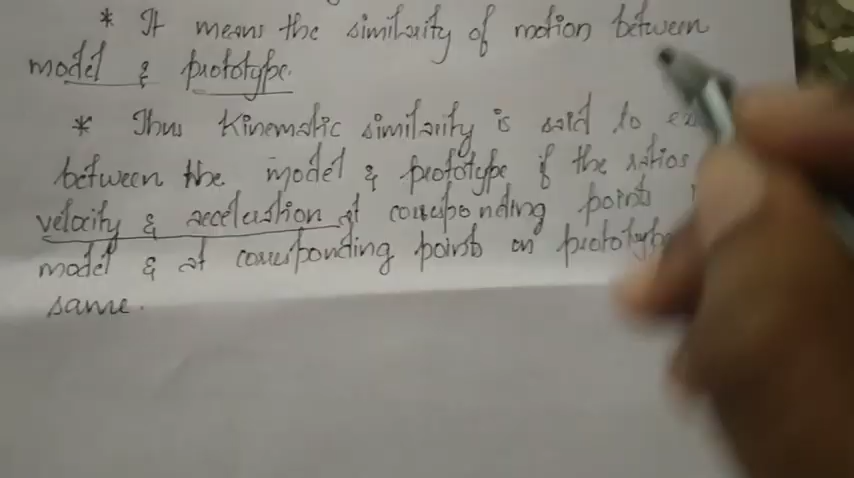 * It means the similarity of motion between
model & prototype.
* Thus Kinematic similarity is said to
between the model & prototype if the ratios
velocity & acceleration at corresponding points
model & at corresponding points on prototype
same.